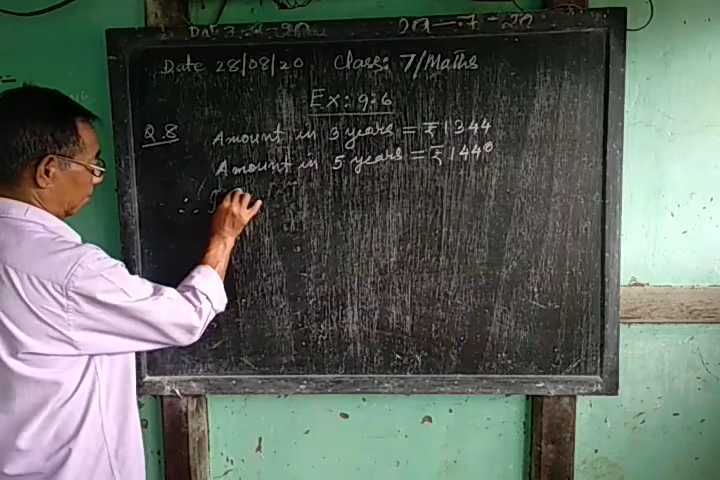 Date 28/08/20 Class: 7/Maths
Ex: 9.6
Q.8 Amount in 3 years = ₹ 1344
Amount in 5 years = ₹ 1440
∴